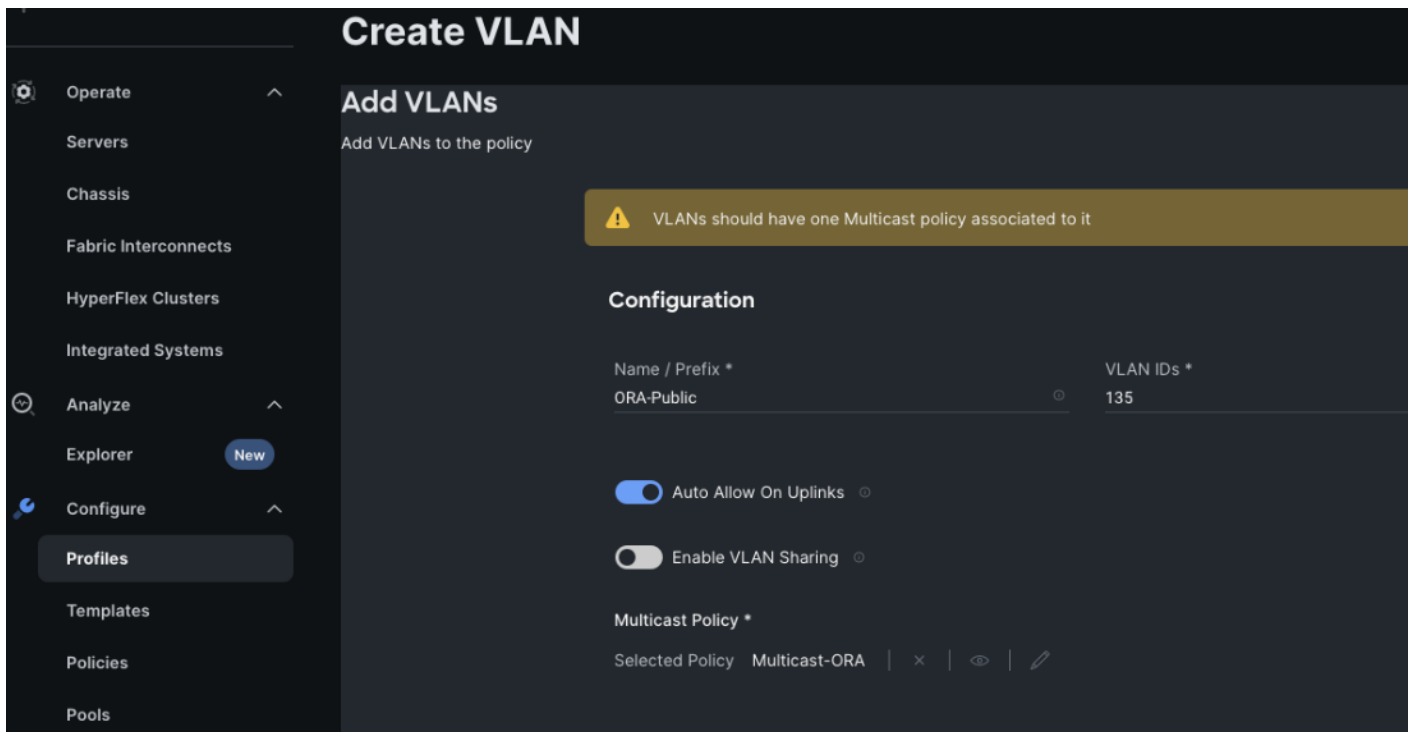 Create VLAN
Operate
Servers
Chassis
Fabric Interconnects
HyperFlex Clusters
Integrated Systems
Analyze
Explorer New
Configure
Profiles
Templates
Policies
Pools
Add VLANs
Add VLANs to the policy
VLANs should have one Multicast policy associated to it
Configuration
Name / Prefix * VLAN IDs *
ORA-Public 135
Auto Allow On Uplinks
Enable VLAN Sharing
Multicast Policy *
Selected Policy Multicast-ORA